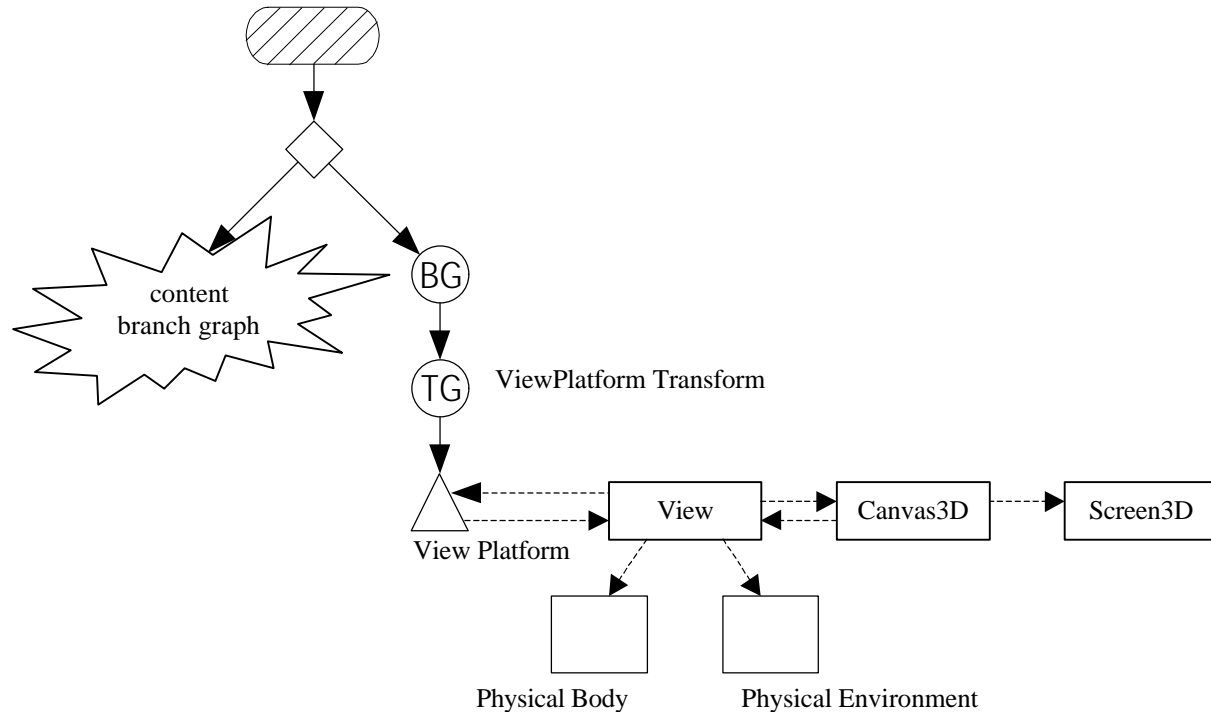 content
branch graph
BG
TG
ViewPlatform Transform
View Platform
View
Canvas3D
Screen3D
Physical Body
Physical Environment